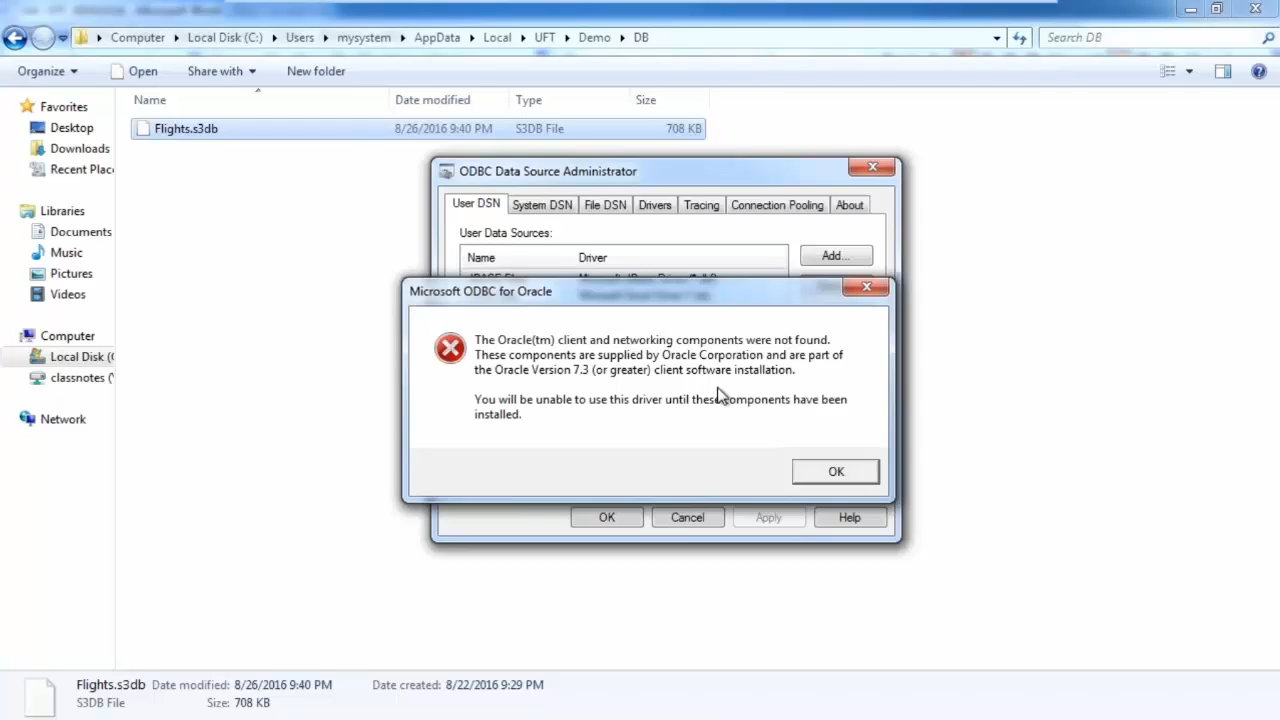 Computer Local Disk (C:) Users mysystem AppData Local UFT Demo DB
Search DB
Organize Open Share with New folder
Name Date modified Type Size
Flights.s3db 8/26/2016 9:40 PM S3DB File 708 KB
Favorites
Desktop
Downloads
Recent Plac
Libraries
Documents
Music
Pictures
Videos
Computer
Local Disk (
classnotes (
Network
ODBC Data Source Administrator
User DSN System DSN File DSN Drivers Tracing Connection Pooling About
User Data Sources:
Name Driver
Add...
Microsoft ODBC for Oracle
The Oracle(tm) client and networking components were not found.
These components are supplied by Oracle Corporation and are part of
the Oracle Version 7.3 (or greater) client software installation.
You will be unable to use this driver until these components have been
installed.
OK
OK Cancel Apply Help
Flights.s3db Date modified: 8/26/2016 9:40 PM Date created: 8/22/2016 9:29 PM
S3DB File Size: 708 KB